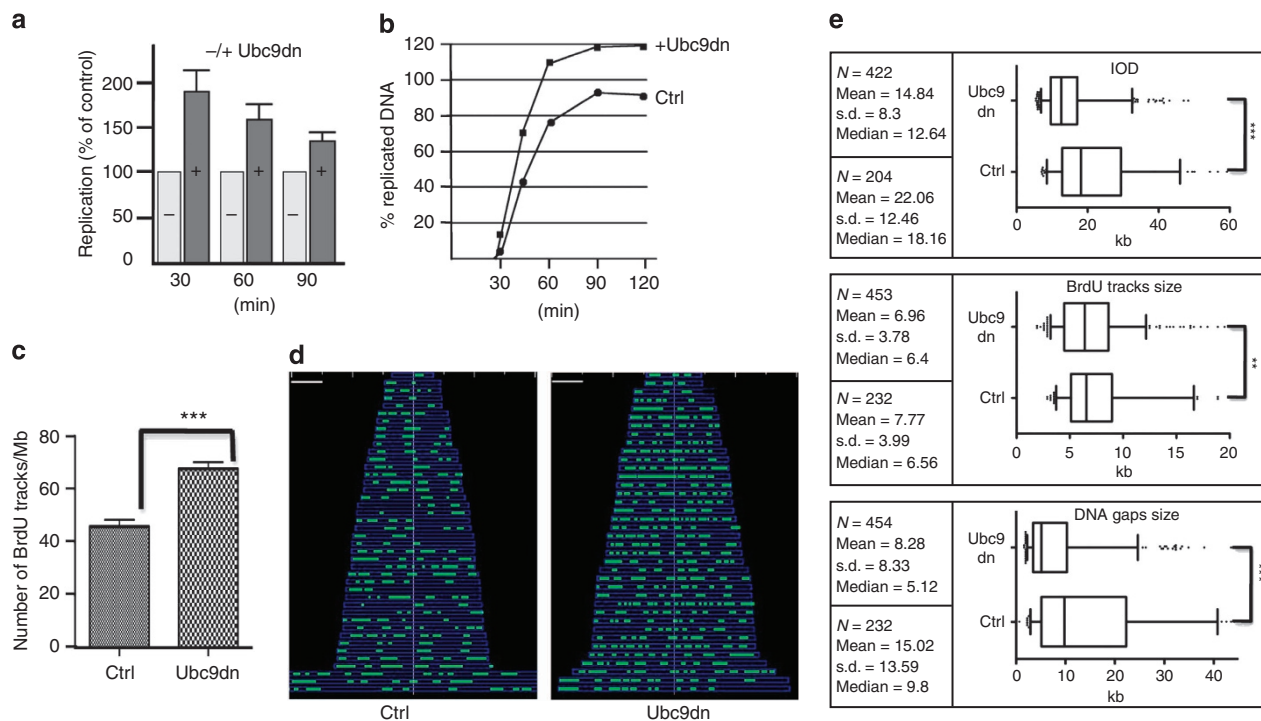 a
–/+ Ubc9dn
Replication (% of control)
200
150
100
50
0
– + – + – +
30 60 90
(min)
b
% replicated DNA
120
100
80
60
40
20
+Ubc9dn
Ctrl
30 60 90 120
(min)
c
Number of BrdU tracks/Mb
80
60
40
20
0
***
Ctrl Ubc9dn
d
Ctrl Ubc9dn
e
N = 422
Mean = 14.84
s.d. = 8.3
Median = 12.64
N = 204
Mean = 22.06
s.d. = 12.46
Median = 18.16
IOD
Ubc9
dn
Ctrl
***
0 20 40 60
kb
N = 453
Mean = 6.96
s.d. = 3.78
Median = 6.4
N = 232
Mean = 7.77
s.d. = 3.99
Median = 6.56
BrdU tracks size
Ubc9
dn
Ctrl
**
0 5 10 15 20
kb
N = 454
Mean = 8.28
s.d. = 8.33
Median = 5.12
N = 232
Mean = 15.02
s.d. = 13.59
Median = 9.8
DNA gaps size
Ubc9
dn
Ctrl
0 10 20 30 40
kb